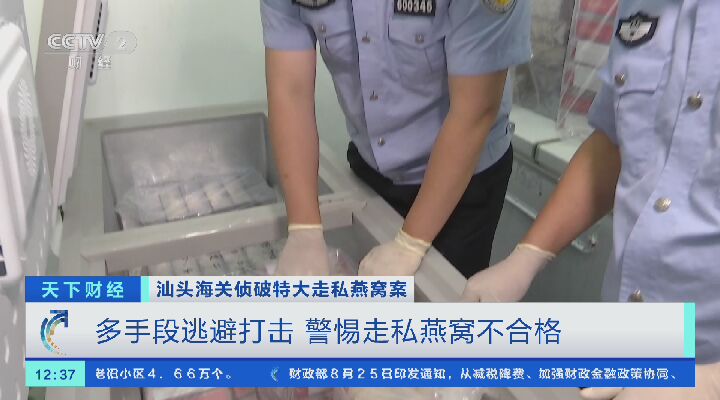 000346
CCTV 2
财经
天下财经
汕头海关侦破特大走私燕窝案
多手段逃避打击 警惕走私燕窝不合格
12:37
老旧小区4.66万个。 财政部8月25日印发通知，从减税降费、加强财政金融政策协同、